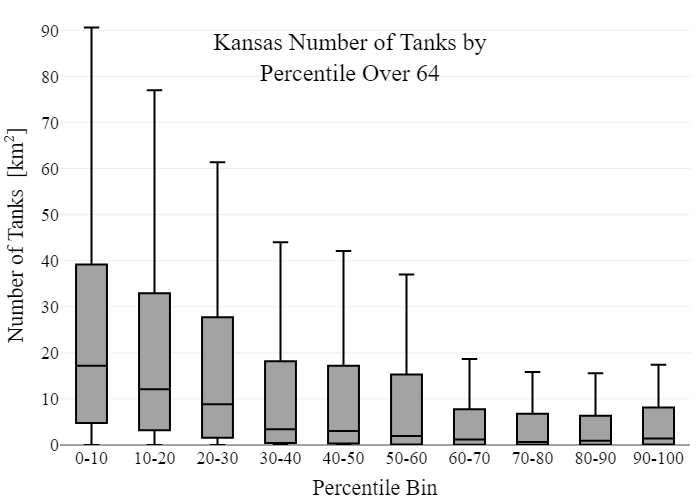 Kansas Number of Tanks by
Percentile Over 64
Number of Tanks [km²]
90
80
70
60
50
40
30
20
10
0
0-10 10-20 20-30 30-40 40-50 50-60 60-70 70-80 80-90 90-100
Percentile Bin